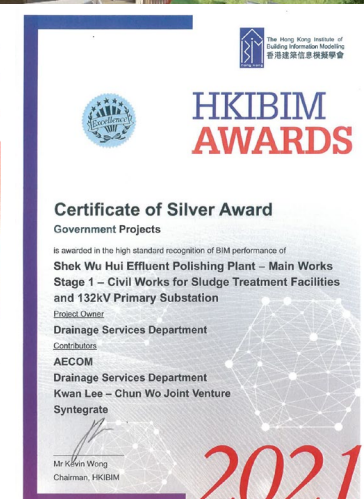 The Hong Kong Institute of
Building Information Modelling
香港建築信息模擬學會
Excellence
HKIBIM
AWARDS
Certificate of Silver Award
Government Projects
is awarded in the high standard recognition of BIM performance of
Shek Wu Hui Effluent Polishing Plant – Main Works
Stage 1 – Civil Works for Sludge Treatment Facilities
and 132kV Primary Substation
Project Owner
Drainage Services Department
Contributors
AECOM
Drainage Services Department
Kwan Lee – Chun Wo Joint Venture
Syntegrate
Mr Kevin Wong
Chairman, HKIBIM
2021